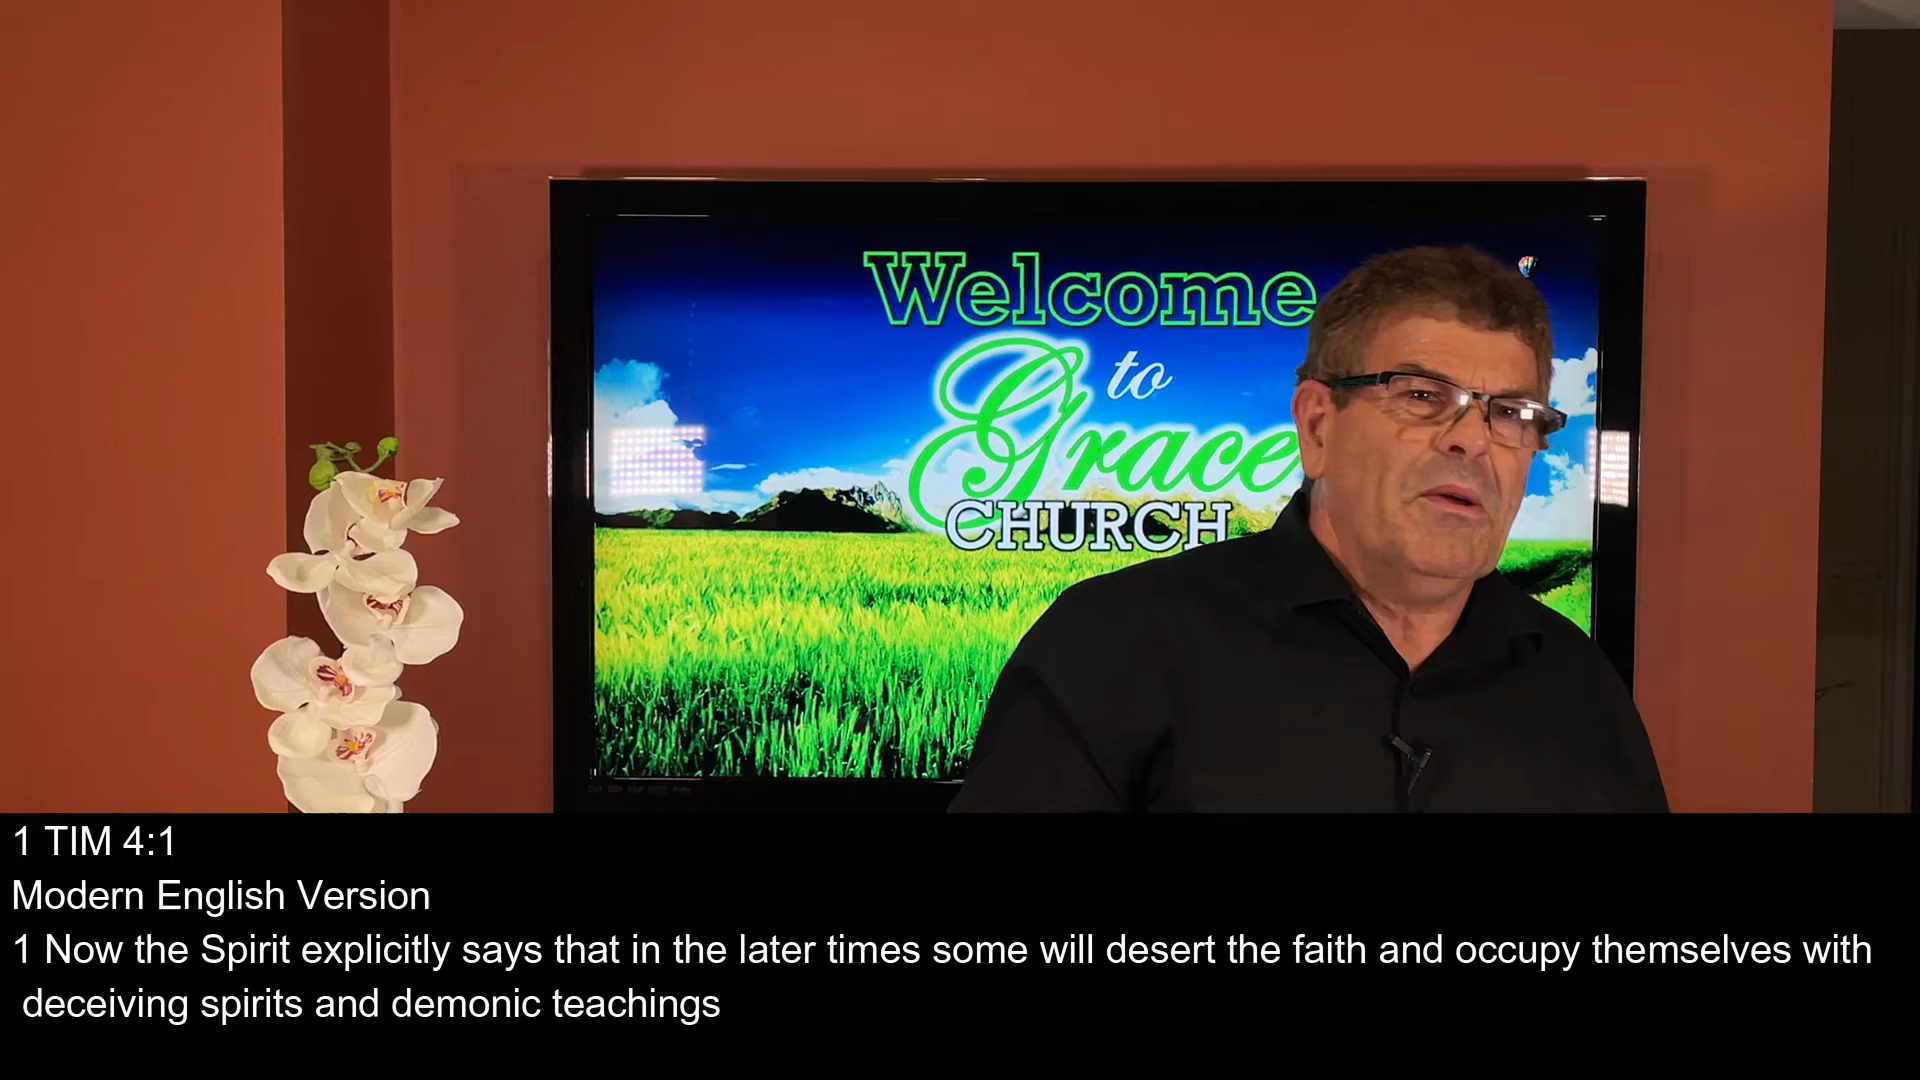 Welcome
to
Grace
CHURCH
1 TIM 4:1
Modern English Version
1 Now the Spirit explicitly says that in the later times some will desert the faith and occupy themselves with
deceiving spirits and demonic teachings